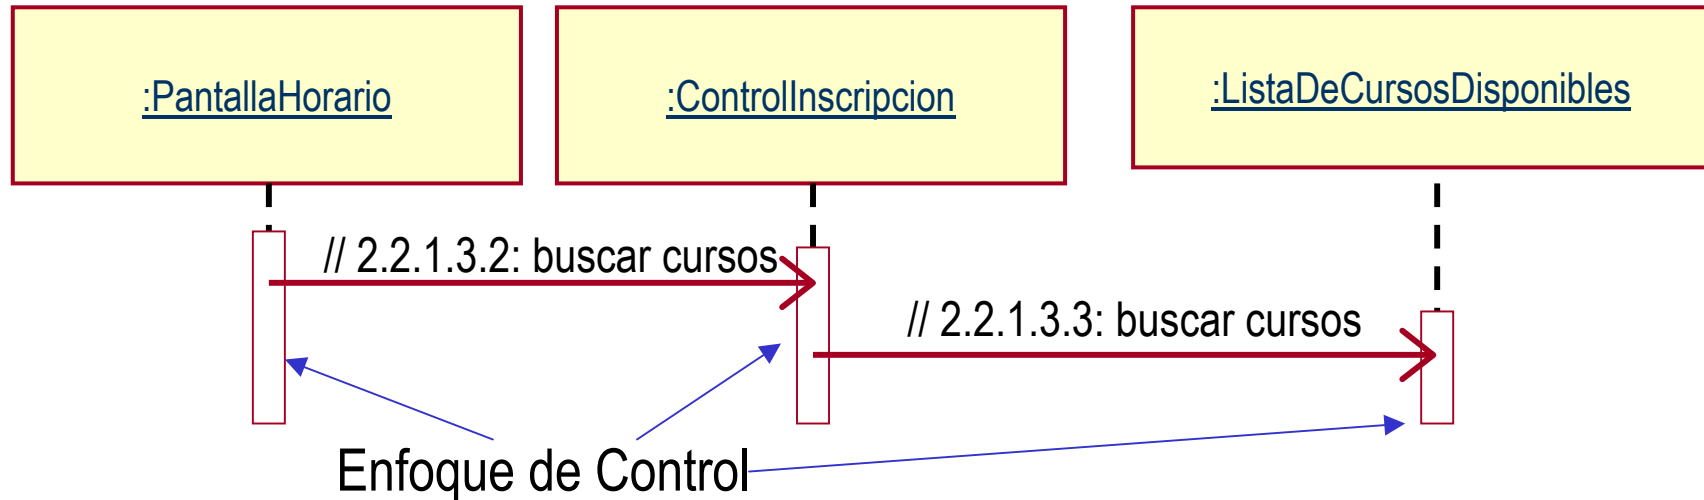 :PantallaHorario
:ControlInscripcion
:ListaDeCursosDisponibles
// 2.2.1.3.2: buscar cursos
// 2.2.1.3.3: buscar cursos
Enfoque de Control